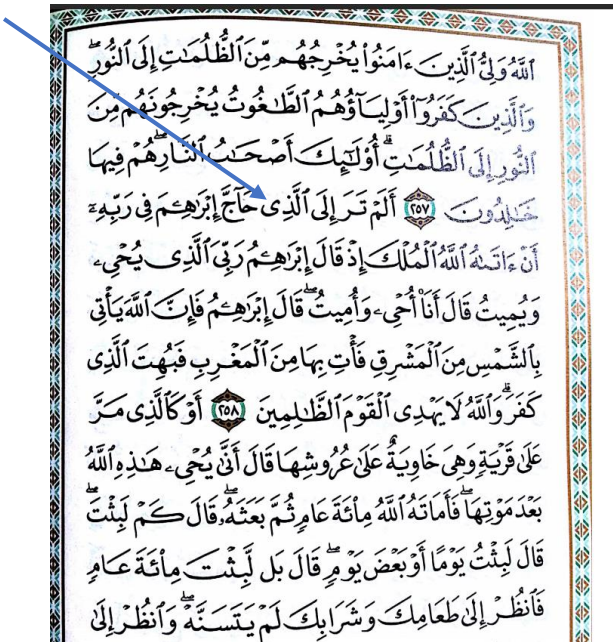 ٱللَّهُ وَلِىُّ ٱلَّذِينَ ءَامَنُوا۟ يُخْرِجُهُم مِّنَ ٱلظُّلُمَٰتِ إِلَى ٱلنُّورِۖ
وَٱلَّذِينَ كَفَرُوٓا۟ أَوْلِيَآؤُهُمُ ٱلطَّٰغُوتُ يُخْرِجُونَهُم مِّنَ
ٱلنُّورِ إِلَى ٱلظُّلُمَٰتِۗ أُو۟لَٰٓئِكَ أَصْحَٰبُ ٱلنَّارِۖ هُمْ فِيهَا
خَٰلِدُونَ ٢٥٧ أَلَمْ تَرَ إِلَى ٱلَّذِى حَآجَّ إِبْرَٰهِـۧمَ فِى رَبِّهِۦٓ
أَنْ ءَاتَىٰهُ ٱللَّهُ ٱلْمُلْكَ إِذْ قَالَ إِبْرَٰهِـۧمُ رَبِّىَ ٱلَّذِى يُحْىِۦ
وَيُمِيتُ قَالَ أَنَا۠ أُحْىِۦ وَأُمِيتُۖ قَالَ إِبْرَٰهِـۧمُ فَإِنَّ ٱللَّهَ يَأْتِى
بِٱلشَّمْسِ مِنَ ٱلْمَشْرِقِ فَأْتِ بِهَا مِنَ ٱلْمَغْرِبِ فَبُهِتَ ٱلَّذِى
كَفَرَۗ وَٱللَّهُ لَا يَهْدِى ٱلْقَوْمَ ٱلظَّٰلِمِينَ ٢٥٨ أَوْ كَٱلَّذِى مَرَّ
عَلَىٰ قَرْيَةٍ وَهِىَ خَاوِيَةٌ عَلَىٰ عُرُوشِهَا قَالَ أَنَّىٰ يُحْىِۦ هَٰذِهِ ٱللَّهُ
بَعْدَ مَوْتِهَاۖ فَأَمَاتَهُ ٱللَّهُ مِا۟ئَةَ عَامٍ ثُمَّ بَعَثَهُۥۖ قَالَ كَمْ لَبِثْتَۖ
قَالَ لَبِثْتُ يَوْمًا أَوْ بَعْضَ يَوْمٍۖ قَالَ بَل لَّبِثْتَ مِا۟ئَةَ عَامٍ
فَٱنظُرْ إِلَىٰ طَعَامِكَ وَشَرَابِكَ لَمْ يَتَسَنَّهْۖ وَٱنظُرْ إِلَىٰ